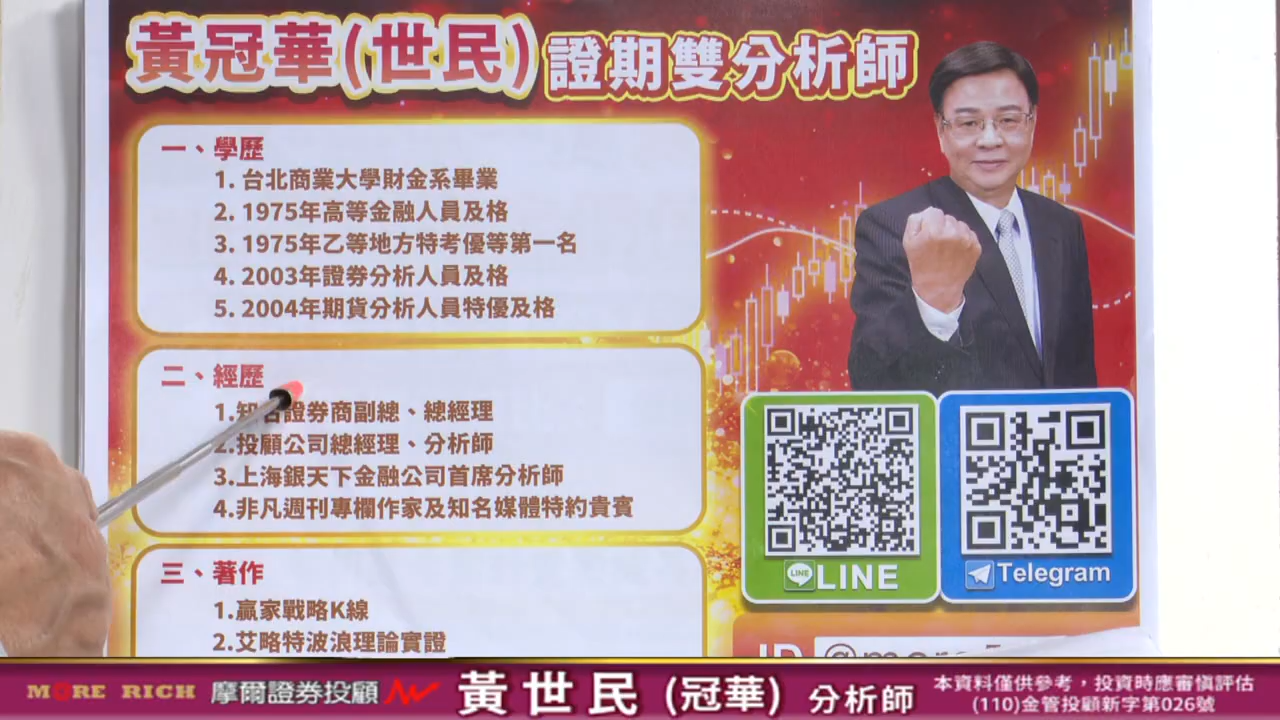 黃冠華(世民)證期雙分析師
一、學歷
1. 台北商業大學財金系畢業
2. 1975年高等金融人員及格
3. 1975年乙等地方特考優等第一名
4. 2003年證券分析人員及格
5. 2004年期貨分析人員特優及格
二、經歷
1.知名證券商副總、總經理
2.投顧公司總經理、分析師
3.上海銀天下金融公司首席分析師
4.非凡週刊專欄作家及知名媒體特約貴賓
三、著作
1.贏家戰略K線
2.艾略特波浪理論實證
LINE
LINE
Telegram
MORE RICH 摩爾證券投顧 黃世民(冠華) 分析師
本資料僅供參考，投資時應審慎評估
(110)金管投顧新字第026號